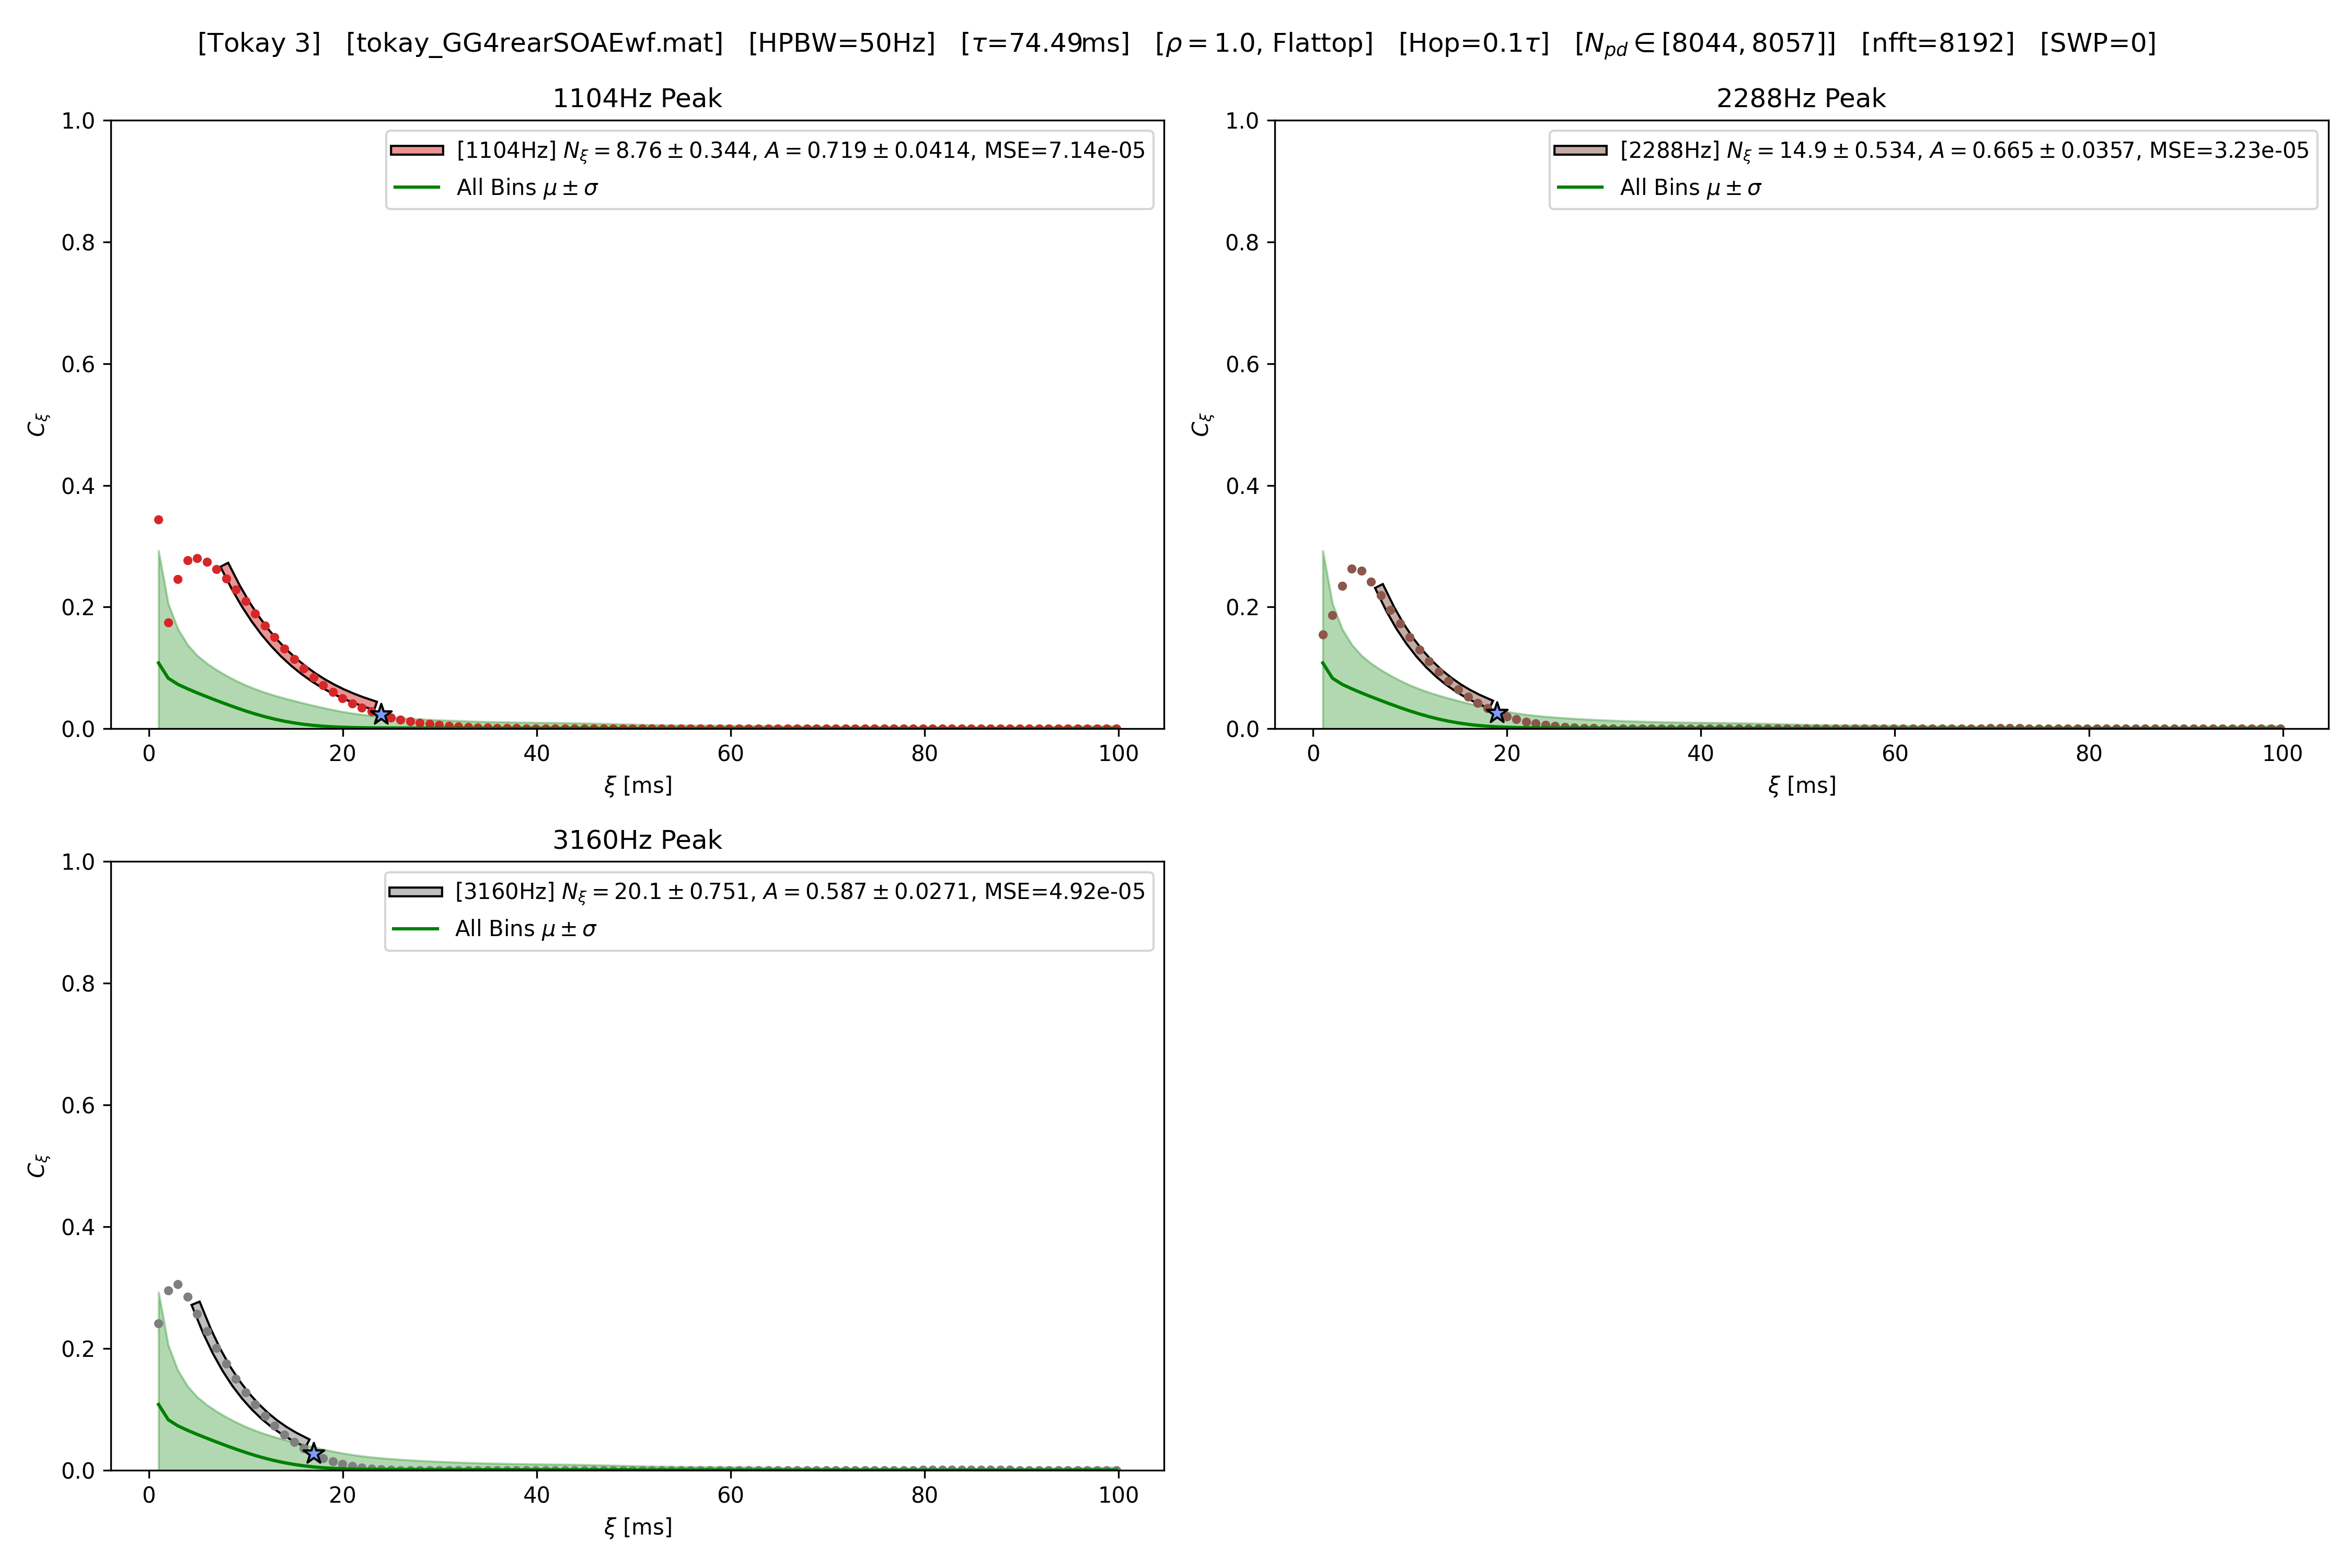 [Tokay 3] [tokay_GG4rearSOAEwf.mat] [HPBW=50Hz] [τ=74.49ms] [ρ = 1.0, Flattop] [Hop=0.1τ] [N_pd ∈ [8044, 8057]] [nfft=8192] [SWP=0]
1104Hz Peak
[1104Hz] N_ξ = 8.76 ± 0.344, A = 0.719 ± 0.0414, MSE=7.14e-05
All Bins μ ± σ
1.0
0.8
0.6
0.4
0.2
0.0
C_ξ
0 20 40 60 80 100
ξ [ms]
2288Hz Peak
[2288Hz] N_ξ = 14.9 ± 0.534, A = 0.665 ± 0.0357, MSE=3.23e-05
All Bins μ ± σ
1.0
0.8
0.6
0.4
0.2
0.0
C_ξ
0 20 40 60 80 100
ξ [ms]
3160Hz Peak
[3160Hz] N_ξ = 20.1 ± 0.751, A = 0.587 ± 0.0271, MSE=4.92e-05
All Bins μ ± σ
1.0
0.8
0.6
0.4
0.2
0.0
C_ξ
0 20 40 60 80 100
ξ [ms]